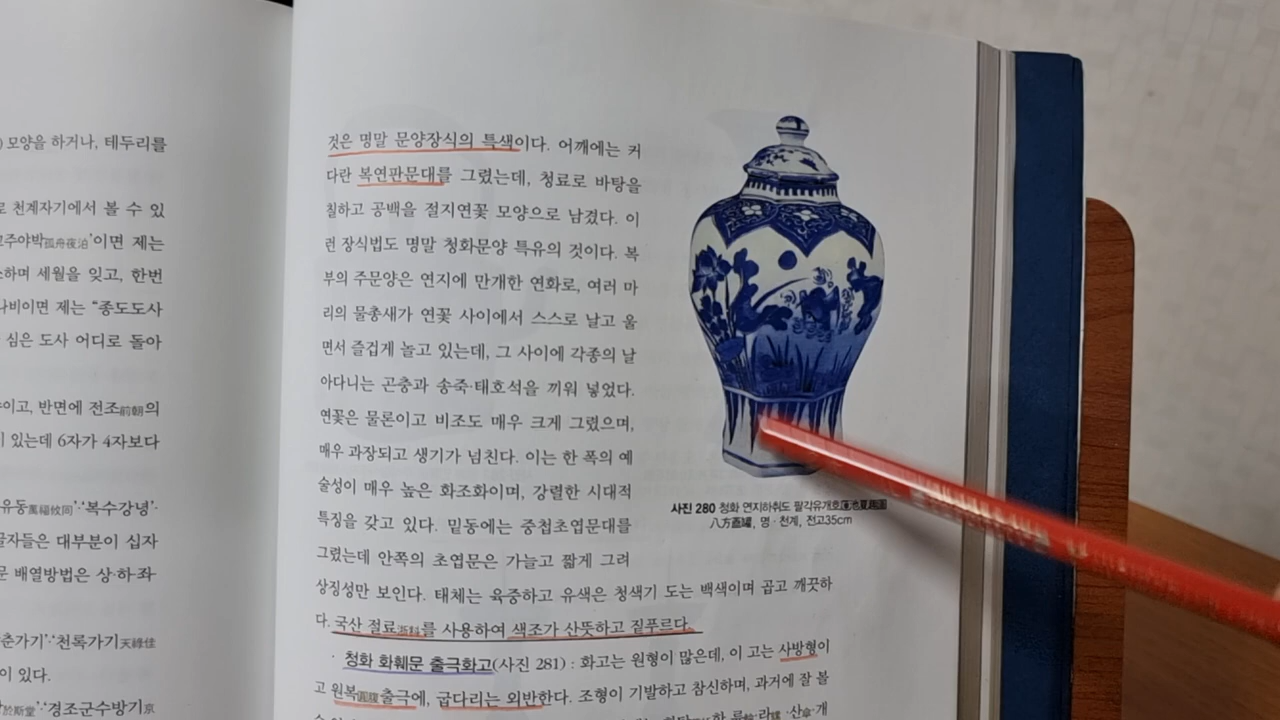 모양을 하거나, 테두리를
천계자기에서 볼 수 있
주야박孤舟夜泊'이면 제는
하며 세월을 잊고, 한번
나비이면 제는 "종도도사
심은 도사 어디로 돌아
이고, 반면에 전조前朝의
있는데 6자가 4자보다
유동萬福攸同'·'복수강녕'·
글자들은 대부분이 십자
문 배열방법은 상·하·좌·
춘가기'·'천록가기天祿佳
이 있다.
於斯堂'·'경조군수방기京
것은 명말 문양장식의 특색이다. 어깨에는 커
다란 복연판문대를 그렸는데, 청료로 바탕을
칠하고 공백을 절지연꽃 모양으로 남겼다. 이
런 장식법도 명말 청화문양 특유의 것이다. 복
부의 주문양은 연지에 만개한 연화로, 여러 마
리의 물총새가 연꽃 사이에서 스스로 날고 울
면서 즐겁게 놀고 있는데, 그 사이에 각종의 날
아다니는 곤충과 송죽·태호석을 끼워 넣었다.
연꽃은 물론이고 비조도 매우 크게 그렸으며,
매우 과장되고 생기가 넘친다. 이는 한 폭의 예
술성이 매우 높은 화조화이며, 강렬한 시대적
특징을 갖고 있다. 밑동에는 중첩초엽문대를
그렸는데 안쪽의 초엽문은 가늘고 짧게 그려
상징성만 보인다. 태체는 육중하고 유색은 청색기 도는 백색이며 곱고 깨끗하
다. 국산 절료浙料를 사용하여 색조가 산뜻하고 짙푸르다.
· 청화 화훼문 출극화고(사진 281) : 화고는 원형이 많은데, 이 고는 사방형이
고 원복圓腹 출극에, 굽다리는 외반한다. 조형이 기발하고 참신하며, 과거에 잘 볼
사진 280 청화 연지하취도 팔각유개호蓮池夏趣圖
八方蓋罐, 명·천계, 전고35cm